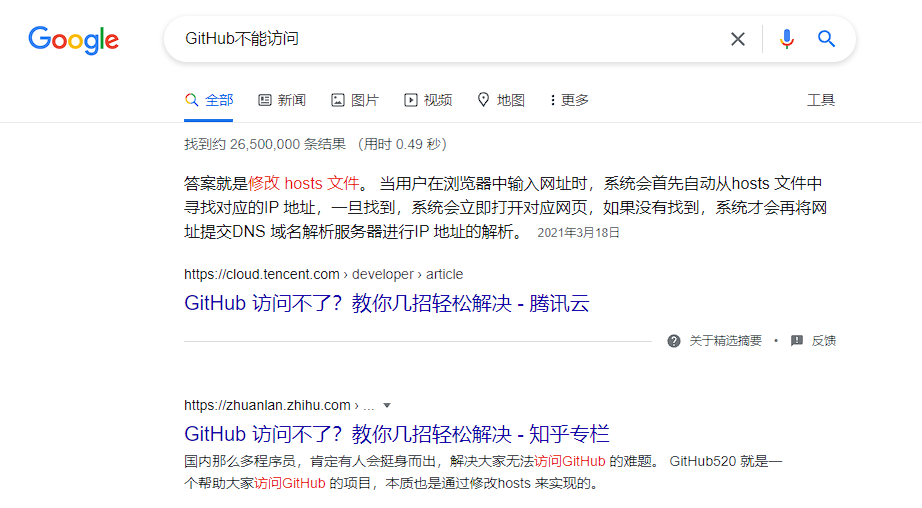 Google
GitHub不能访问
全部 新闻 图片 视频 地图 更多 工具
找到约 26,500,000 条结果 （用时 0.49 秒）
答案就是修改 hosts 文件。 当用户在浏览器中输入网址时，系统会首先自动从hosts 文件中
寻找对应的IP 地址，一旦找到，系统会立即打开对应网页，如果没有找到，系统才会再将网
址提交DNS 域名解析服务器进行IP 地址的解析。 2021年3月18日
https://cloud.tencent.com › developer › article
GitHub 访问不了？教你几招轻松解决 - 腾讯云
关于精选摘要 • 反馈
https://zhuanlan.zhihu.com › ...
GitHub 访问不了？教你几招轻松解决 - 知乎专栏
国内那么多程序员，肯定有人会挺身而出，解决大家无法访问GitHub 的难题。 GitHub520 就是一
个帮助大家访问GitHub 的项目，本质也是通过修改hosts 来实现的。